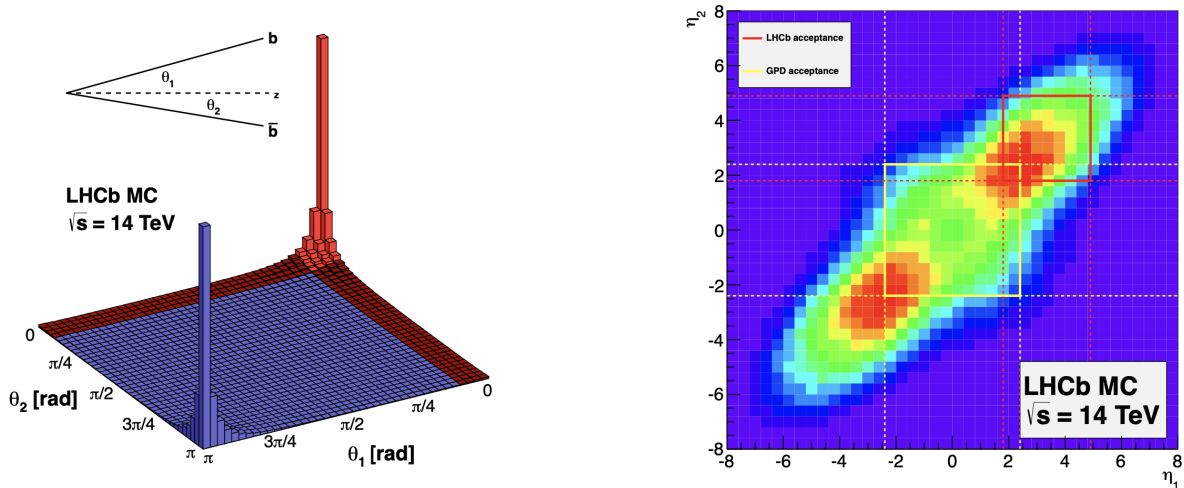 b
θ1
z
θ2
b̅
LHCb MC
√s = 14 TeV
0
π/4
π/2
3π/4
π
θ2 [rad]
π
3π/4
π/2
π/4
0
θ1 [rad]
η2
8
6
4
2
0
-2
-4
-6
-8
LHCb acceptance
GPD acceptance
LHCb MC
√s = 14 TeV
-8 -6 -4 -2 0 2 4 6 8
η1